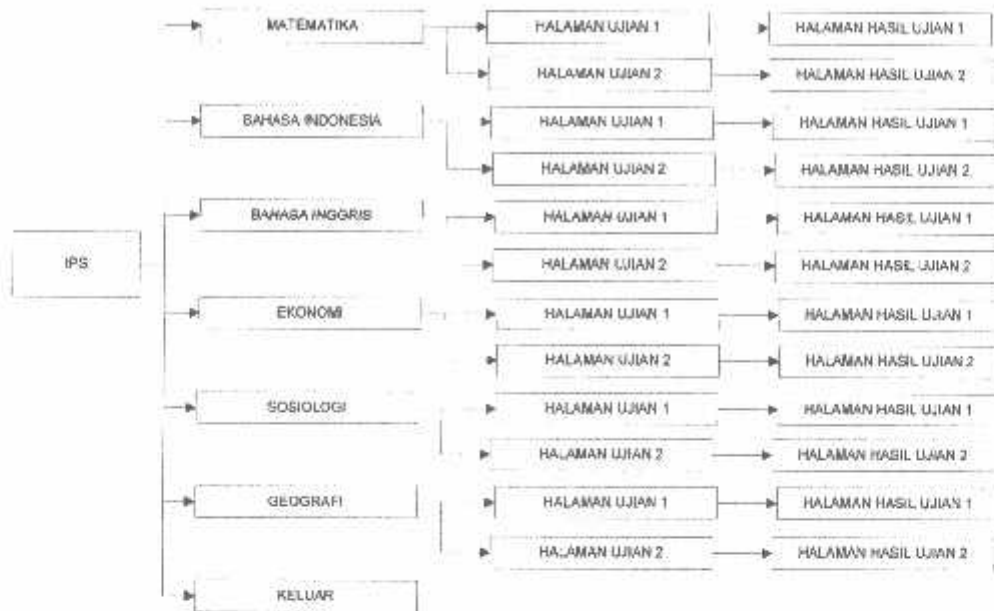 MATEMATIKA HALAMAN UJIAN 1 HALAMAN HASIL UJIAN 1
HALAMAN UJIAN 2 HALAMAN HASIL UJIAN 2
BAHASA INDONESIA HALAMAN UJIAN 1 HALAMAN HASIL UJIAN 1
HALAMAN UJIAN 2 HALAMAN HASIL UJIAN 2
BAHASA INGGRIS HALAMAN UJIAN 1 HALAMAN HASIL UJIAN 1
IPS HALAMAN UJIAN 2 HALAMAN HASIL UJIAN 2
EKONOMI HALAMAN UJIAN 1 HALAMAN HASIL UJIAN 1
HALAMAN UJIAN 2 HALAMAN HASIL UJIAN 2
SOSIOLOGI HALAMAN UJIAN 1 HALAMAN HASIL UJIAN 1
HALAMAN UJIAN 2 HALAMAN HASIL UJIAN 2
GEOGRAFI HALAMAN UJIAN 1 HALAMAN HASIL UJIAN 1
HALAMAN UJIAN 2 HALAMAN HASIL UJIAN 2
KELUAR